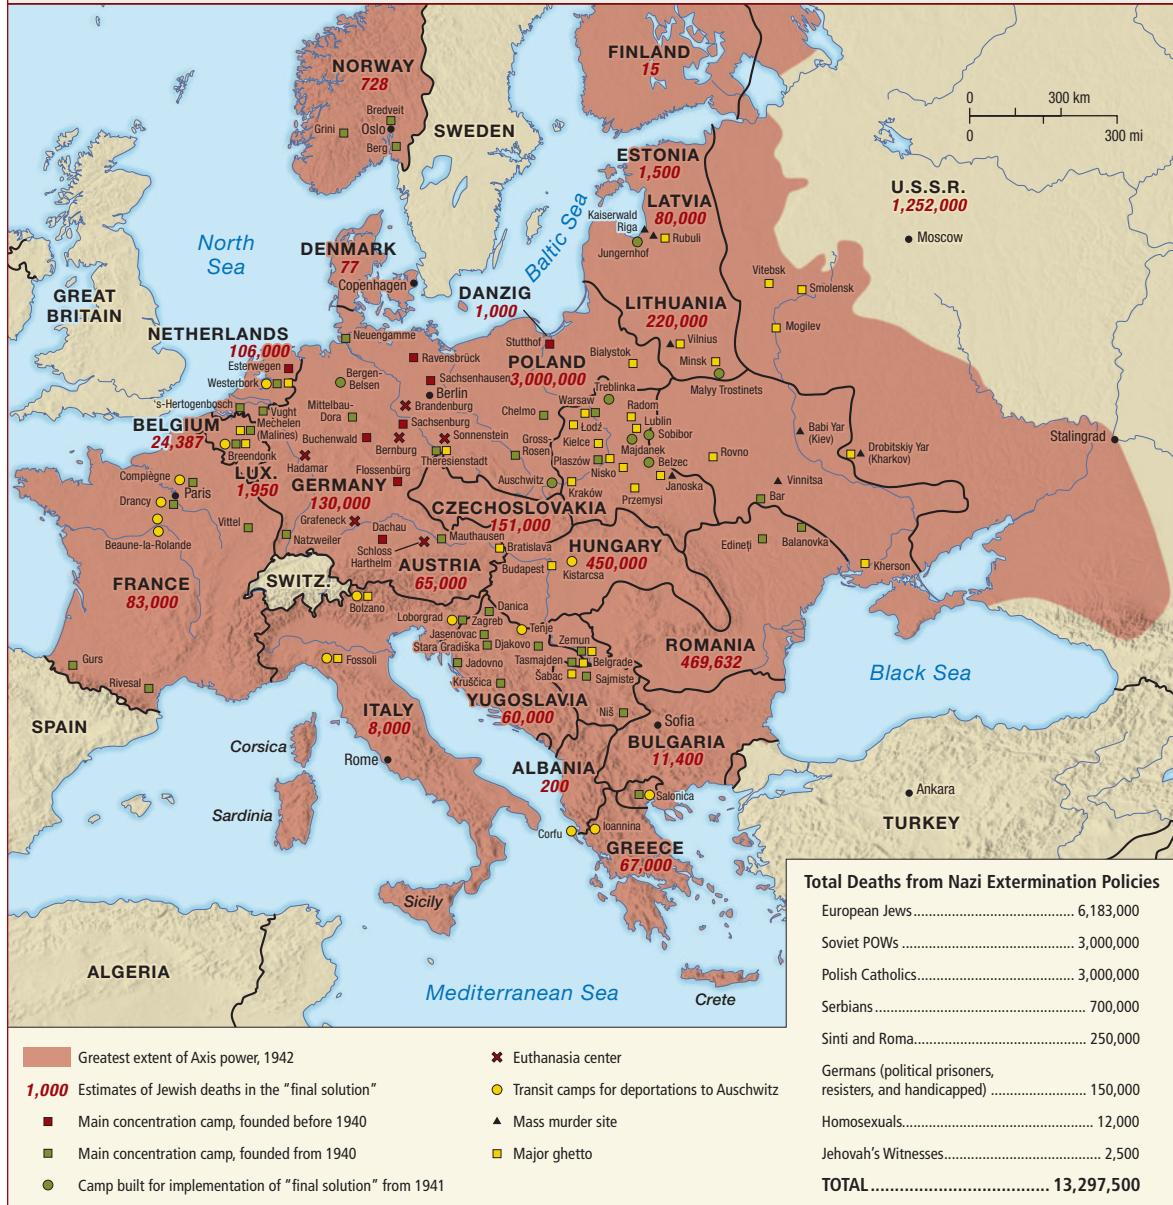 NORWAY
728
FINLAND
15
0 300 km
0 300 mi
Bredveit
Grini
Oslo
Berg
SWEDEN
ESTONIA
1,500
U.S.S.R.
1,252,000
Moscow
LATVIA
80,000
Kaiserwald
Riga
Rubuli
Jungernhof
Baltic Sea
North
Sea
DENMARK
77
Copenhagen
GREAT
BRITAIN
DANZIG
1,000
LITHUANIA
220,000
Vitebsk
Smolensk
Mogilev
NETHERLANDS
106,000
Neuengamme
Stutthof
Vilnius
Esterwegen
Ravensbrück
POLAND
3,000,000
Bialystok
Minsk
Westerbork
Bergen-
Belsen
Sachsenhausen
Berlin
Treblinka
Malyy Trostinets
's-Hertogenbosch
Vught
Mittelbau-
Dora
Brandenburg
Chelmo
Warsaw
Radom
BELGIUM
24,387
Mechelen
(Malines)
Sachsenburg
Łodź
Lublin
Babi Yar
(Kiev)
Stalingrad
Breendonk
Buchenwald
Bernburg
Sonnenstein
Gross-
Rosen
Kielce
Sobibor
Majdanek
Drobitskiy Yar
(Kharkov)
LUX.
1,950
Hadamar
Theresienstadt
Plaszów
Belzec
Rovno
Compiègne
Flossenbürg
Nisko
Janoska
Vinnitsa
Paris
GERMANY
130,000
Auschwitz
Kraków
Przemysi
Drancy
Bar
CZECHOSLOVAKIA
151,000
Vittel
Grafeneck
Dachau
Beaune-la-Rolande
Natzweiler
Schloss
Harthelm
Mauthausen
Bratislava
HUNGARY
450,000
Edineți
Balanovka
SWITZ.
AUSTRIA
65,000
Budapest
Kistarcsa
Kherson
FRANCE
83,000
Bolzano
Danica
Loborgrad
Zagreb
Tenje
Jasenovac
Stara Gradiška
Djakovo
Zemun
ROMANIA
469,632
Gurs
Fossoli
Jadovno
Tasmajden
Belgrade
Black Sea
Rivesal
Kruščica
Sabac
Sajmiste
YUGOSLAVIA
60,000
ITALY
8,000
Niš
Sofia
SPAIN
BULGARIA
11,400
Corsica
Rome
ALBANIA
200
Ankara
Salonica
Sardinia
TURKEY
Corfu
Ioannina
GREECE
67,000
Sicily
ALGERIA
Mediterranean Sea
Crete
Total Deaths from Nazi Extermination Policies
European Jews........................................ 6,183,000
Soviet POWs .......................................... 3,000,000
Polish Catholics...................................... 3,000,000
Serbians................................................ 700,000
Sinti and Roma........................................ 250,000
Germans (political prisoners,
resisters, and handicapped) ....................... 150,000
Homosexuals............................................ 12,000
Jehovah's Witnesses.................................... 2,500
TOTAL .................................. 13,297,500
Greatest extent of Axis power, 1942
1,000 Estimates of Jewish deaths in the "final solution"
Main concentration camp, founded before 1940
Main concentration camp, founded from 1940
Camp built for implementation of "final solution" from 1941
Euthanasia center
Transit camps for deportations to Auschwitz
Mass murder site
Major ghetto